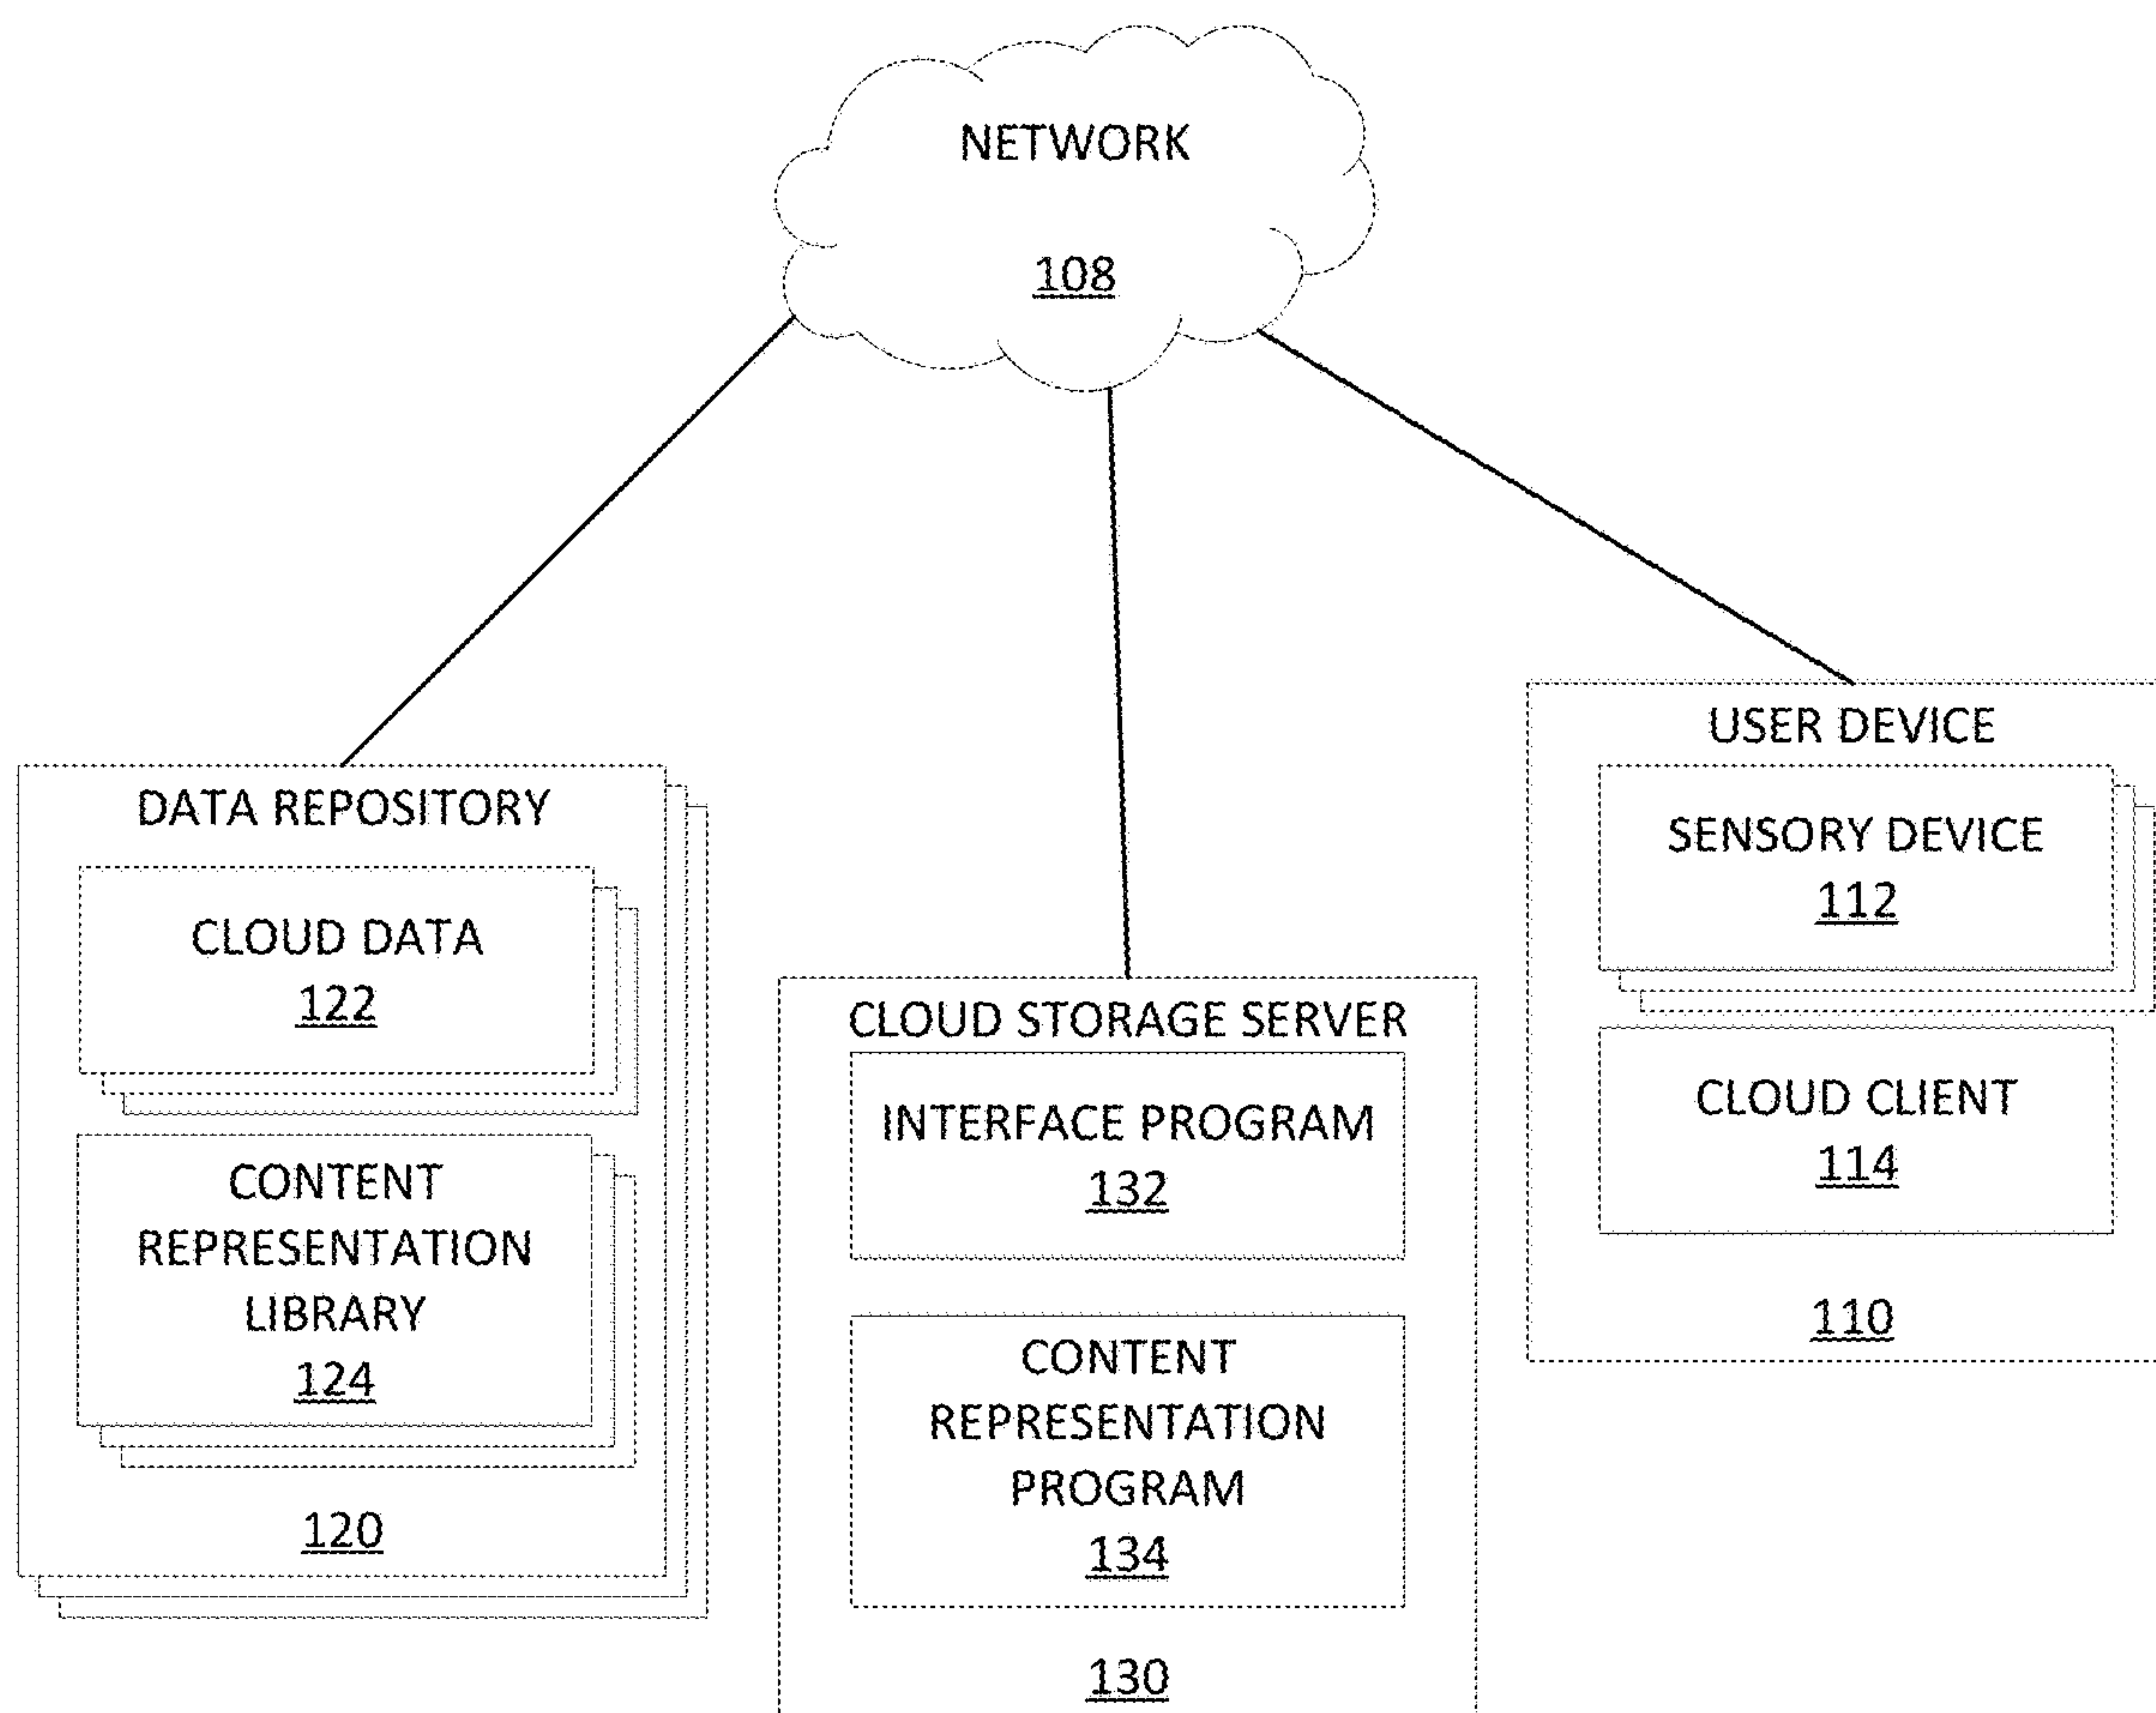 NETWORK
108
DATA REPOSITORY
CLOUD DATA
122
CONTENT
REPRESENTATION
LIBRARY
124
120
CLOUD STORAGE SERVER
INTERFACE PROGRAM
132
CONTENT
REPRESENTATION
PROGRAM
134
130
USER DEVICE
SENSORY DEVICE
112
CLOUD CLIENT
114
110